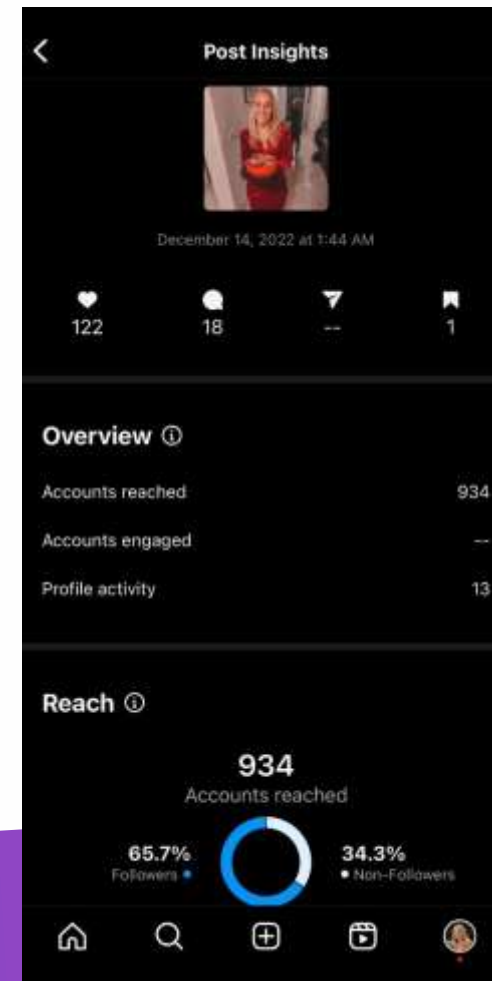 Post Insights
December 14, 2022 at 1:44 AM
122 18 -- 1
Overview
Accounts reached 934
Accounts engaged --
Profile activity 13
Reach
934
Accounts reached
65.7% 34.3%
Followers Non-Followers